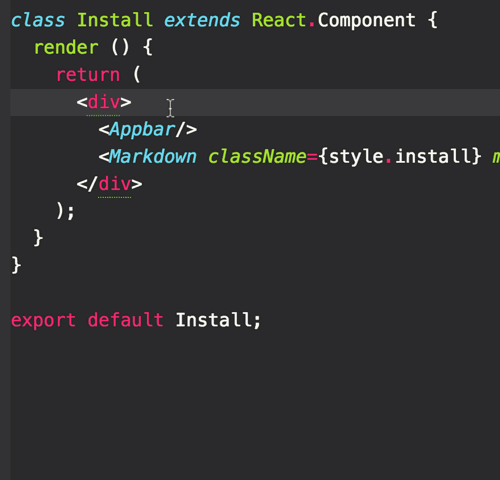 class Install extends React.Component {
render () {
return (
<div>
<Appbar/>
<Markdown className={style.install}
</div>
);
}
}
export default Install;